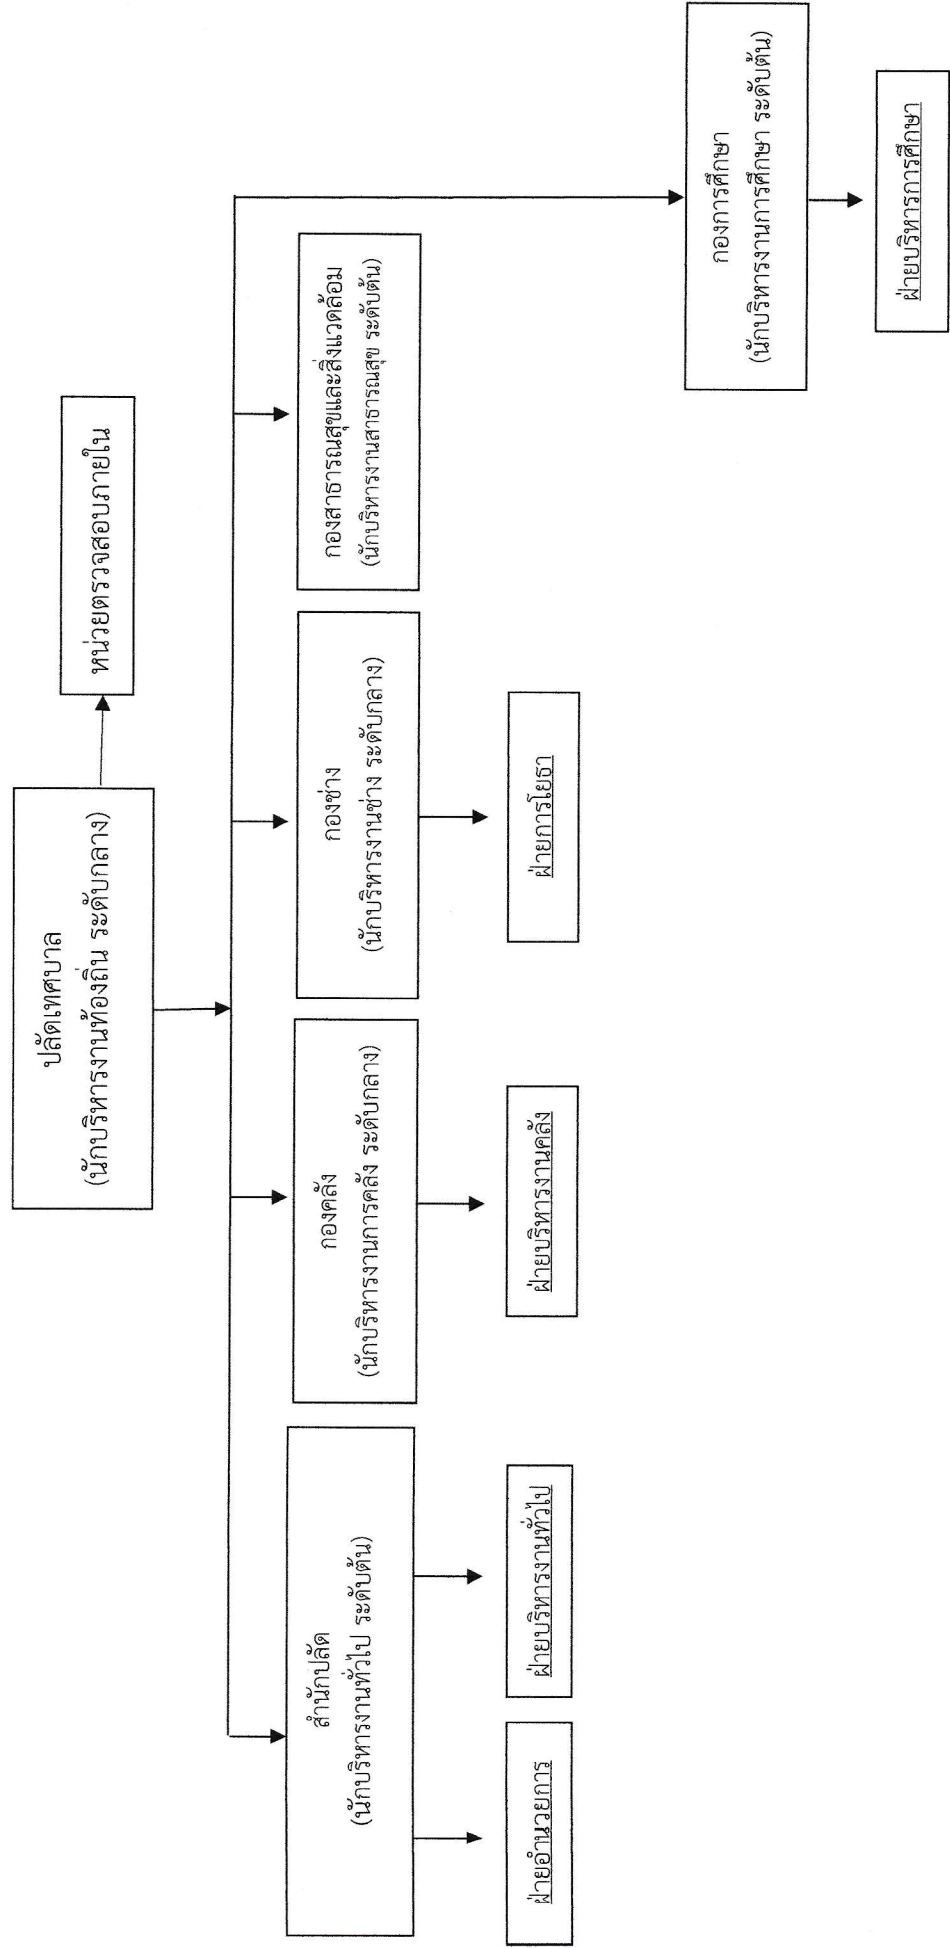 ปลัดเทศบาล
(นักบริหารงานท้องถิ่น ระดับกลาง)
หน่วยตรวจสอบภายใน
สำนักปลัด
(นักบริหารงานทั่วไป ระดับต้น)
กองคลัง
(นักบริหารงานการคลัง ระดับกลาง)
กองช่าง
(นักบริหารงานช่าง ระดับกลาง)
กองสาธารณสุขและสิ่งแวดล้อม
(นักบริหารงานสาธารณสุข ระดับต้น)
ฝ่ายอำนวยการ
ฝ่ายบริหารงานทั่วไป
ฝ่ายบริหารงานคลัง
ฝ่ายการโยธา
กองการศึกษา
(นักบริหารงานการศึกษา ระดับต้น)
ฝ่ายบริหารการศึกษา